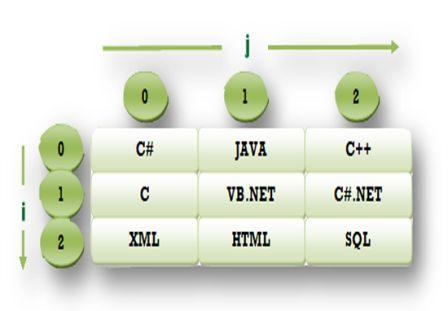 j
0 1 2
0 C# JAVA C++
1 C VB.NET C#.NET
i
2 XML HTML SQL